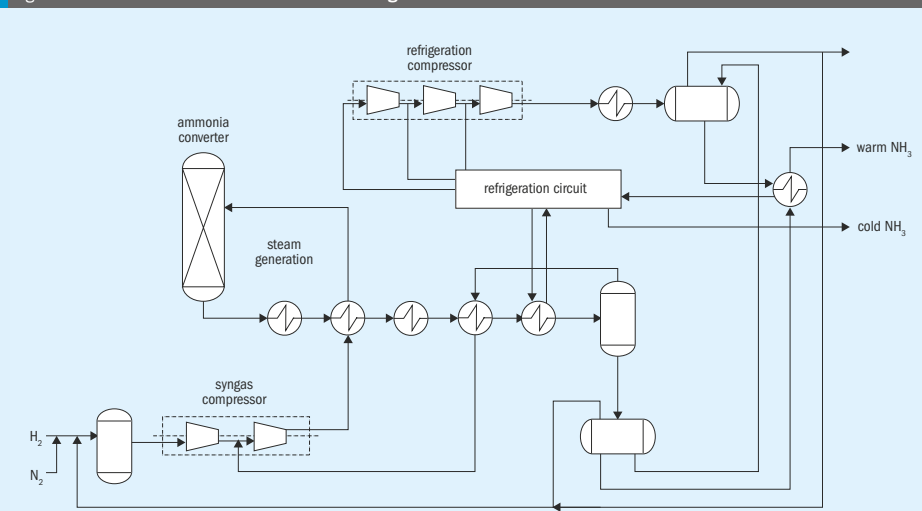 refrigeration
compressor
ammonia
converter
warm NH₃
refrigeration circuit
cold NH₃
steam
generation
syngas
compressor
H₂
N₂